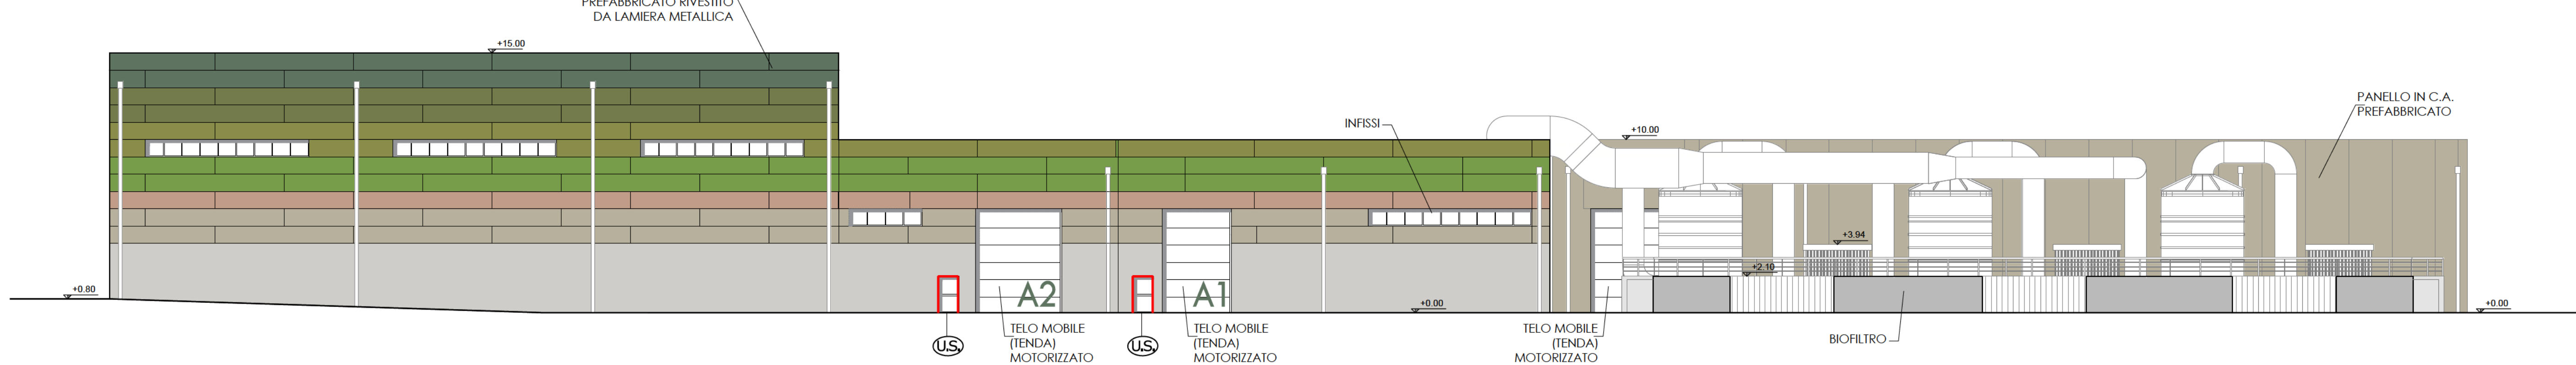 PREFABBRICATO RIVESTITO
DA LAMIERA METALLICA
+15.00
PANELLO IN C.A.
PREFABBRICATO
INFISSI
+10.00
+3.94
+2.10
+0.80
A2
A1
+0.00
+0.00
U.S.
TELO MOBILE
(TENDA)
MOTORIZZATO
U.S.
TELO MOBILE
(TENDA)
MOTORIZZATO
TELO MOBILE
(TENDA)
MOTORIZZATO
BIOFILTRO